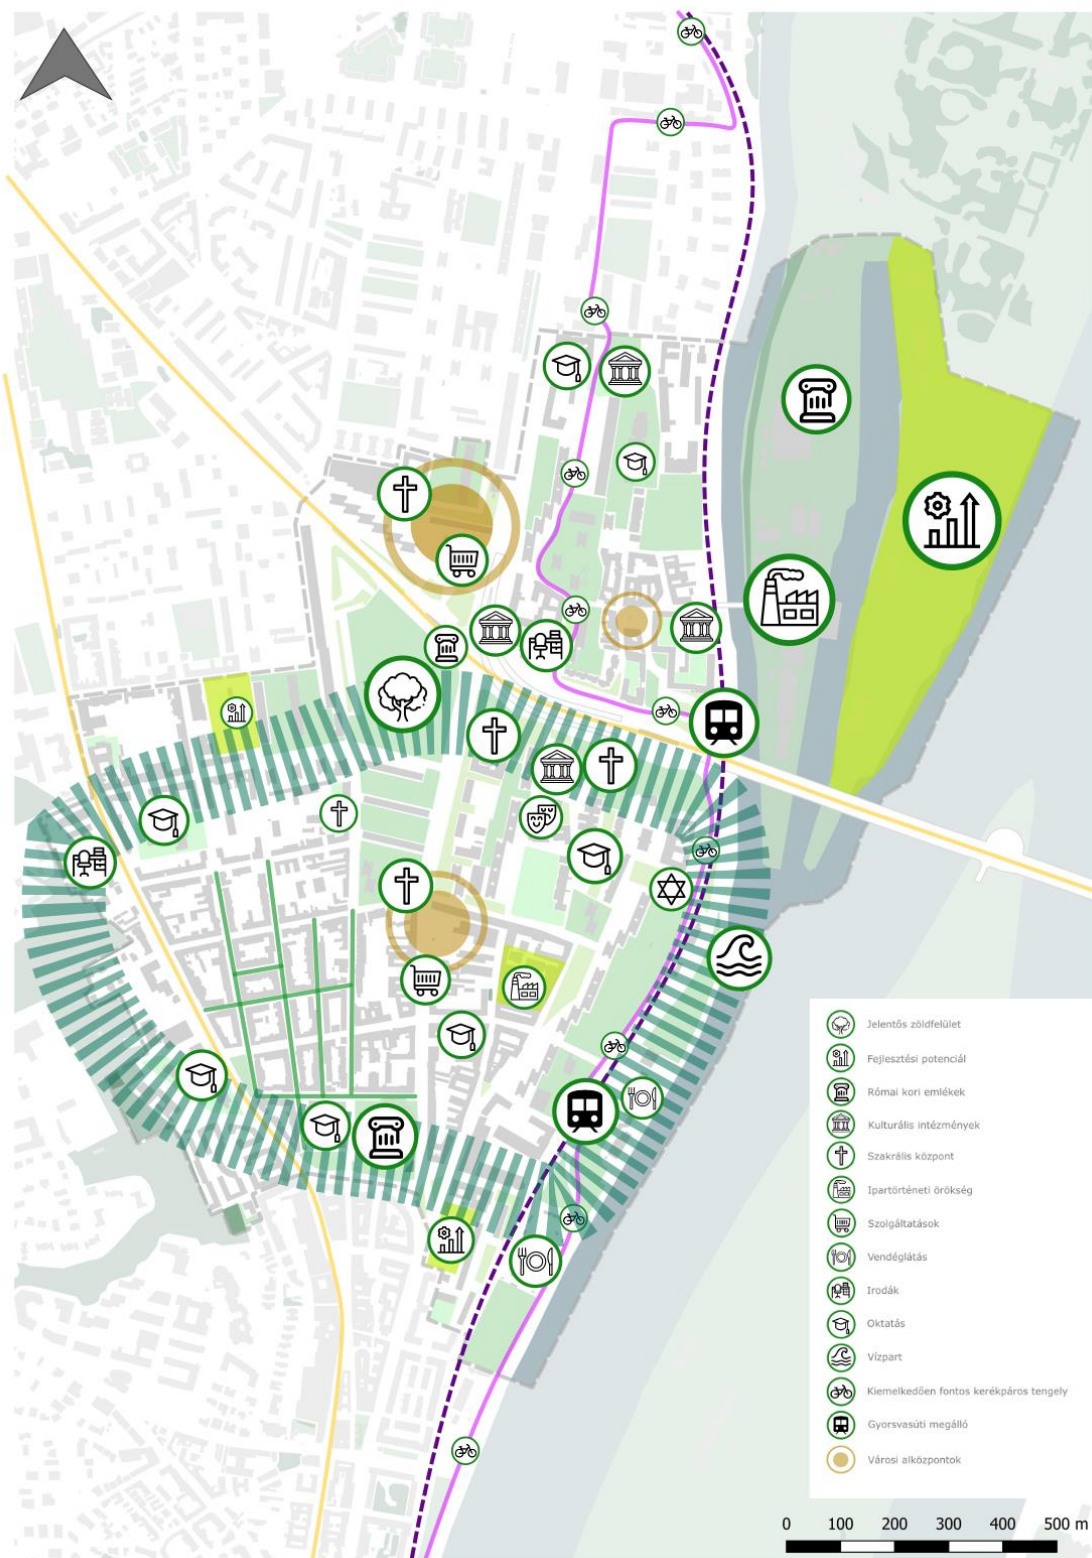 Jelentős zöldfelület
Fejlesztési potenciál
Római kori emlékek
Kulturális intézmények
Szakrális központ
Ipartörténeti örökség
Szolgáltatások
Vendéglátás
Irodák
Oktatás
Vízpart
Kiemelkedően fontos kerékpáros tengely
Gyorsvasúti megálló
Városi alközpontok
0 100 200 300 400 500 m